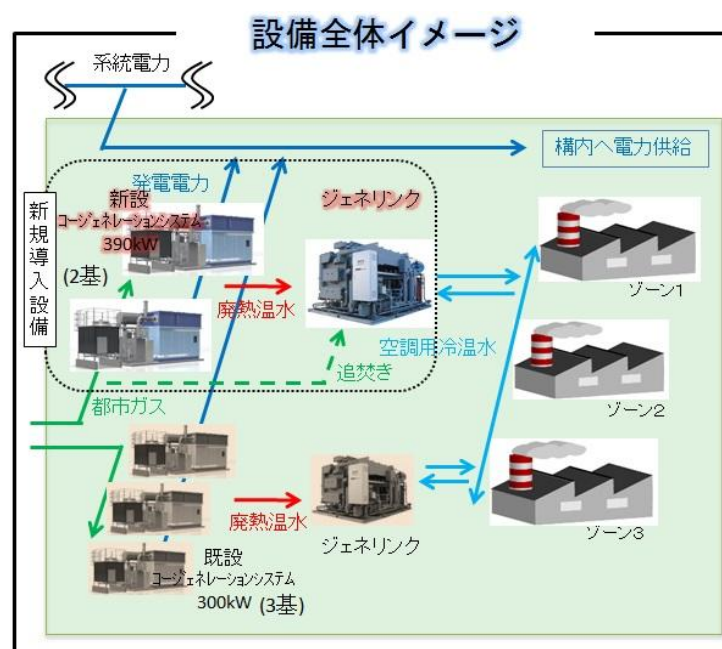 設備全体イメージ
系統電力
構内へ電力供給
新規導入設備
発電電力
新設
コージェネレーションシステム
390kW
(2基)
ジェネリンク
廃熱温水
ゾーン1
空調用冷温水
追焚き
都市ガス
ゾーン2
廃熱温水
ジェネリンク
ゾーン3
既設
コージェネレーションシステム
300kW (3基)